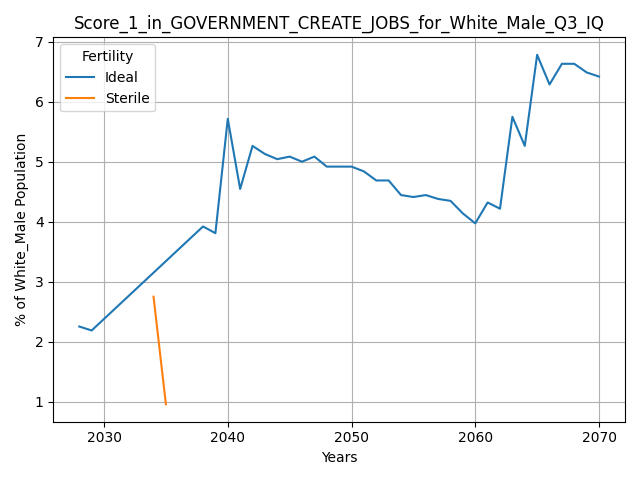 Score_1_in_GOVERNMENT_CREATE_JOBS_for_White_Male_Q3_IQ
7
6
5
4
3
2
1
% of White_Male Population
Fertility
Ideal
Sterile
2030 2040 2050 2060 2070
Years